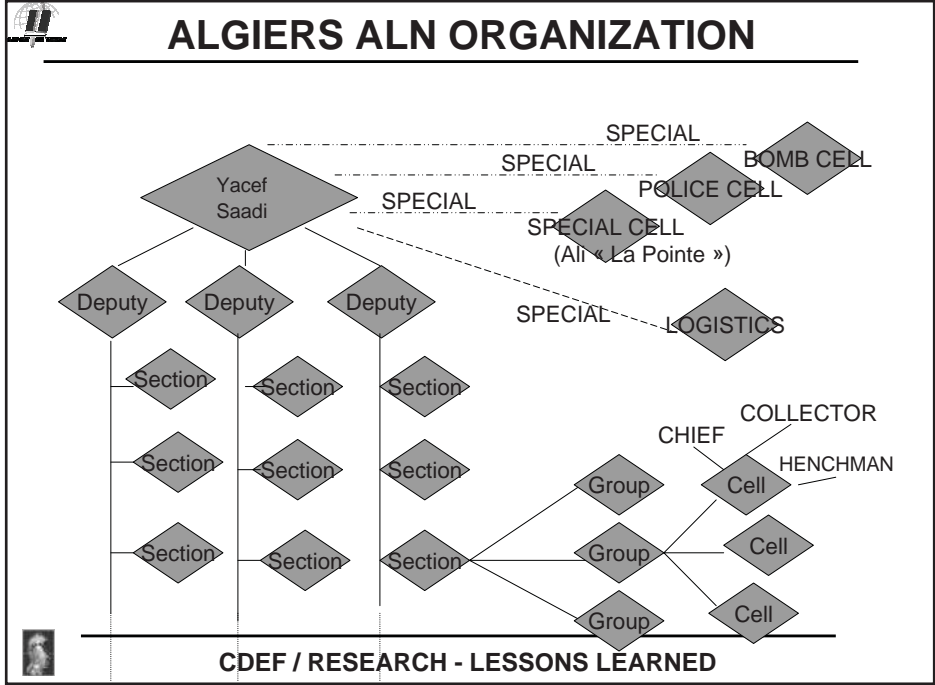 ALGIERS ALN ORGANIZATION
SPECIAL
BOMB CELL
SPECIAL
POLICE CELL
Yacef
Saadi
SPECIAL
SPECIAL CELL
(Ali « La Pointe »)
Deputy
Deputy
Deputy
SPECIAL
LOGISTICS
Section
Section
Section
COLLECTOR
CHIEF
HENCHMAN
Section
Section
Section
Group
Cell
Section
Section
Section
Group
Cell
Group
Cell
CDEF / RESEARCH - LESSONS LEARNED